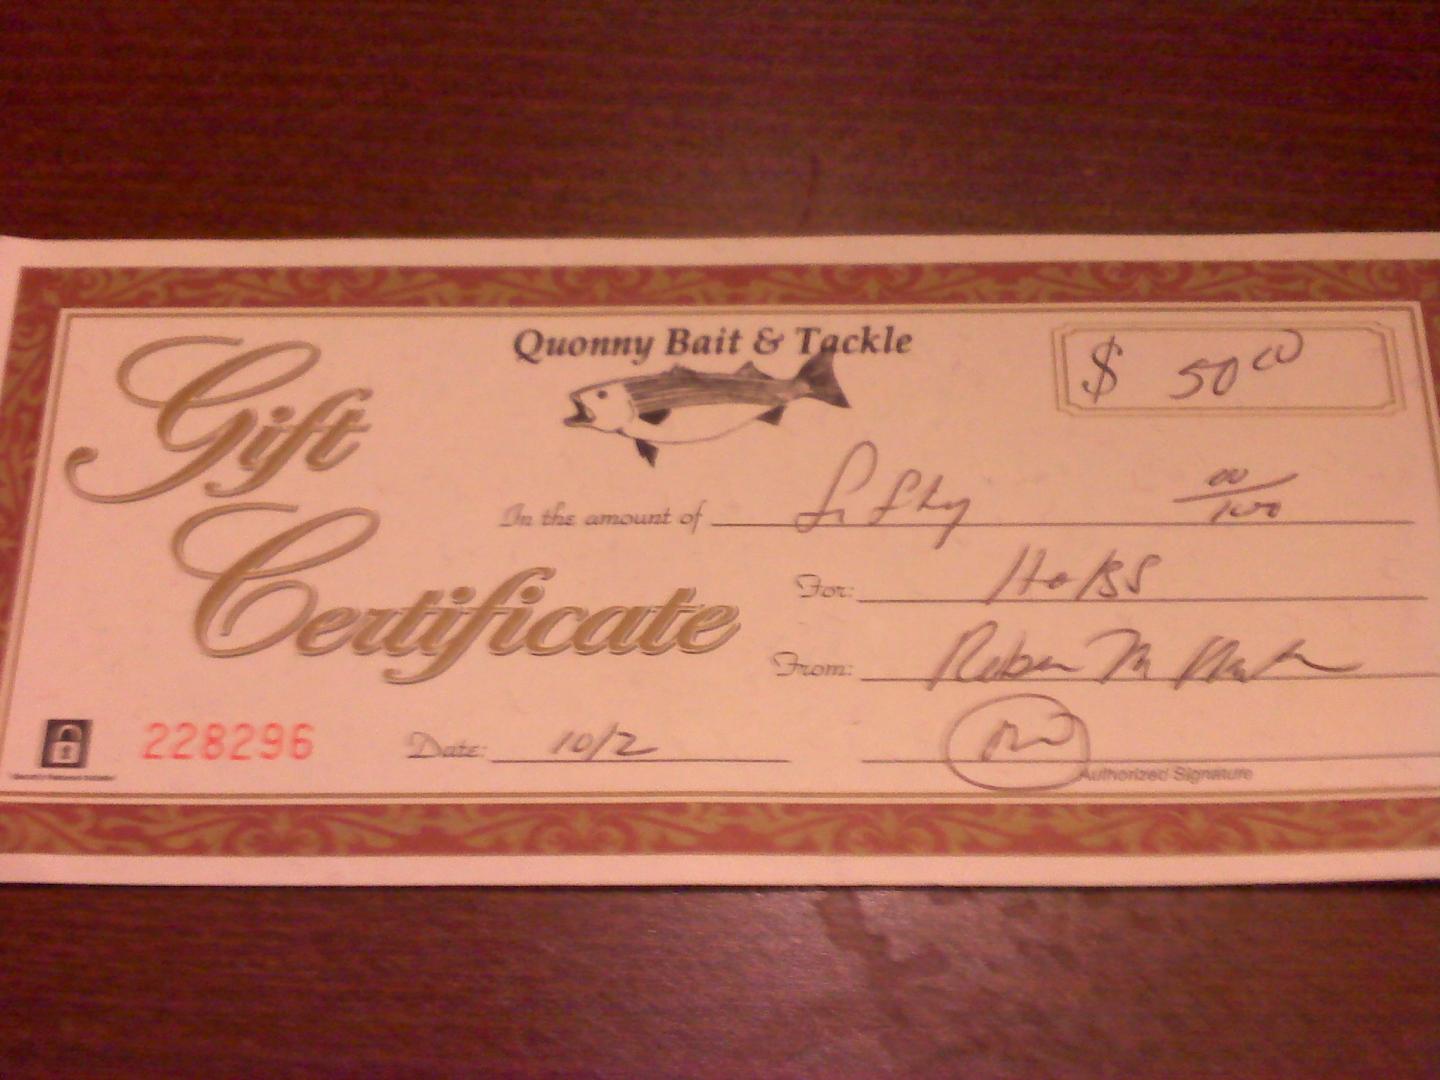 Quonny Bait & Tackle
$ 50 00
Gift
Certificate
In the amount of Fifty 00/100
For:
From:
228296
Date: 10/2
Authorized Signature